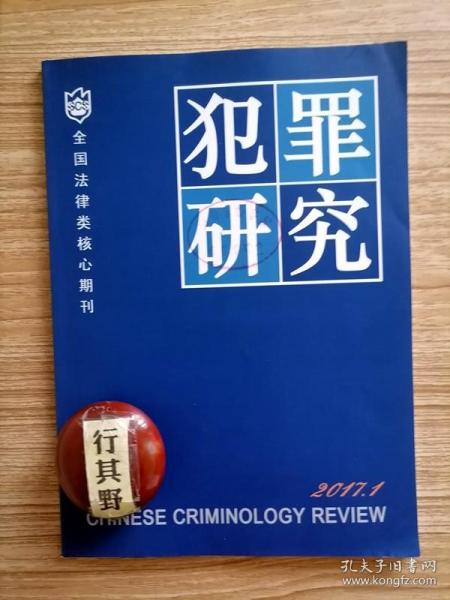 全国法律类核心期刊
犯罪
研究
行其野
2017.1
CHINESE CRIMINOLOGY REVIEW
孔夫子旧书网
www.kongfz.com